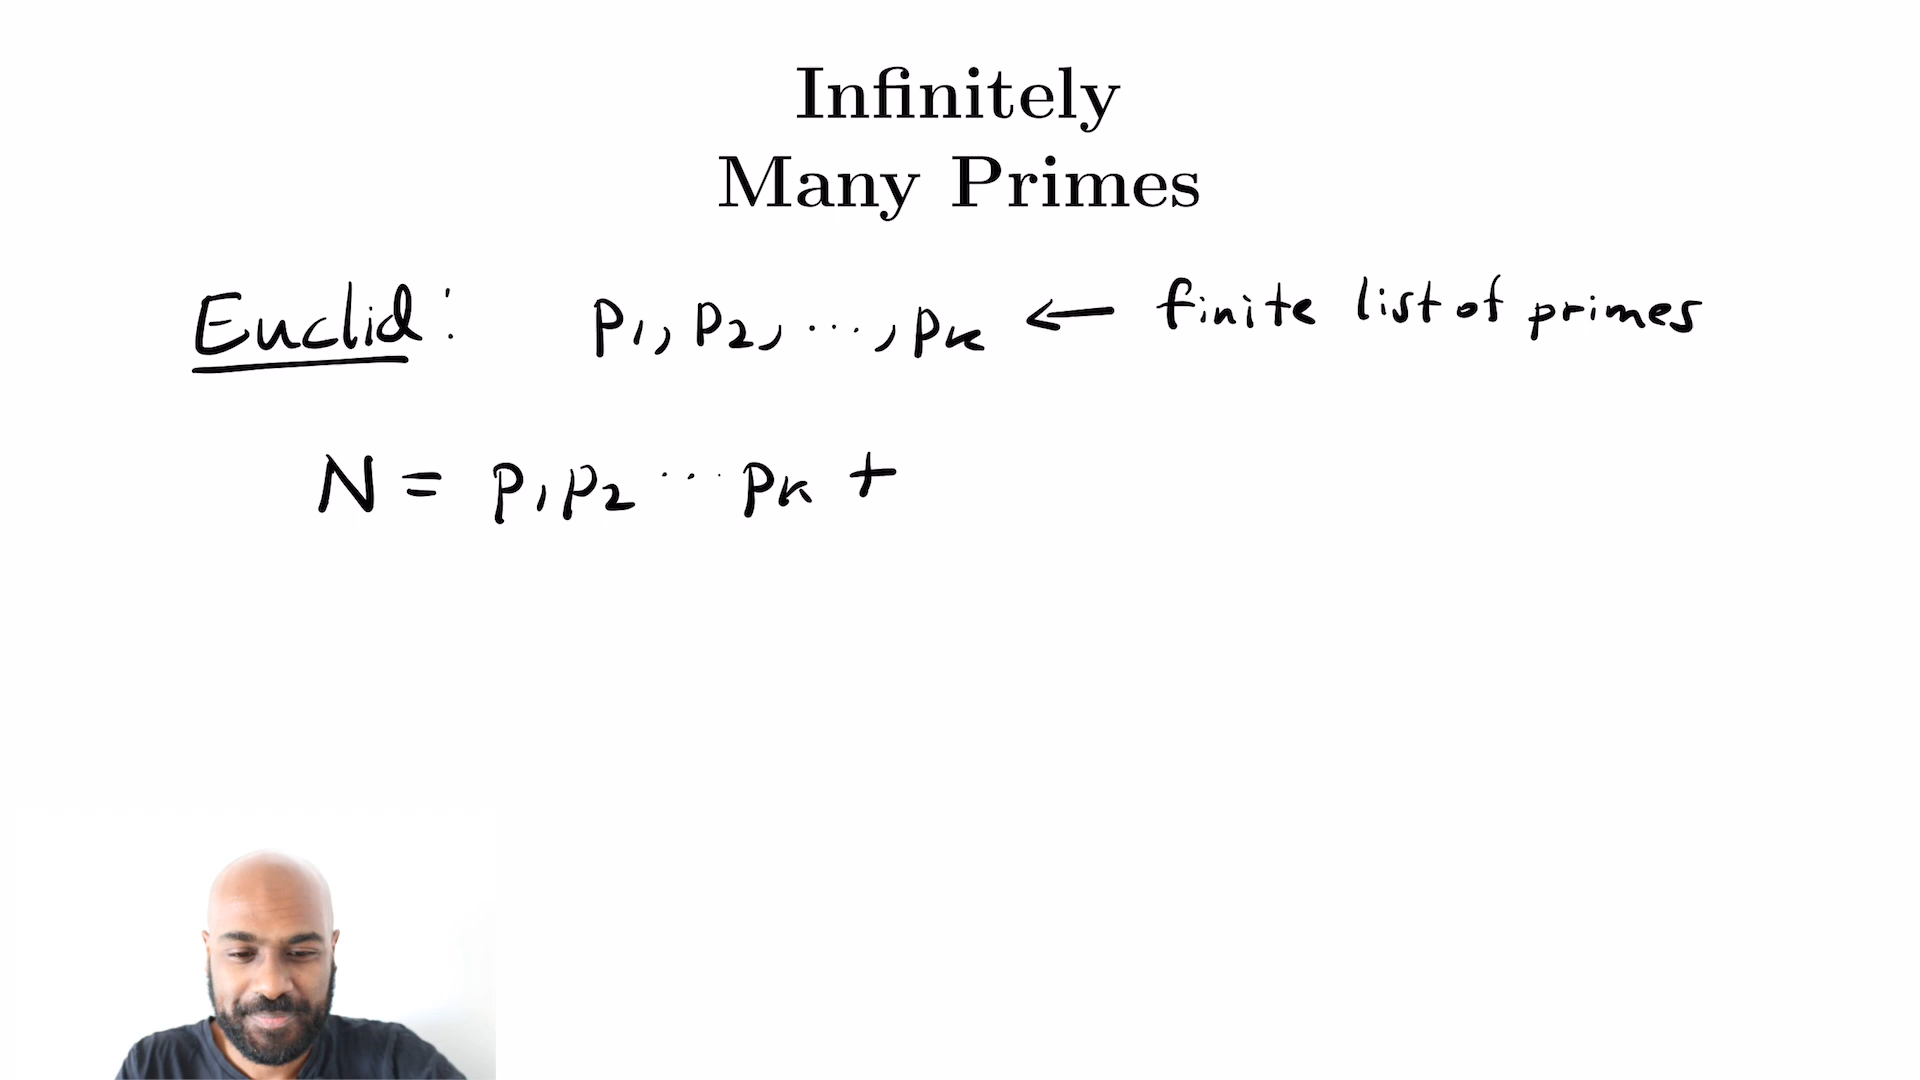 Infinitely
Many Primes
Euclid: p₁, p₂, ..., pₖ ← finite list of primes
N = p₁p₂ ... pₖ +